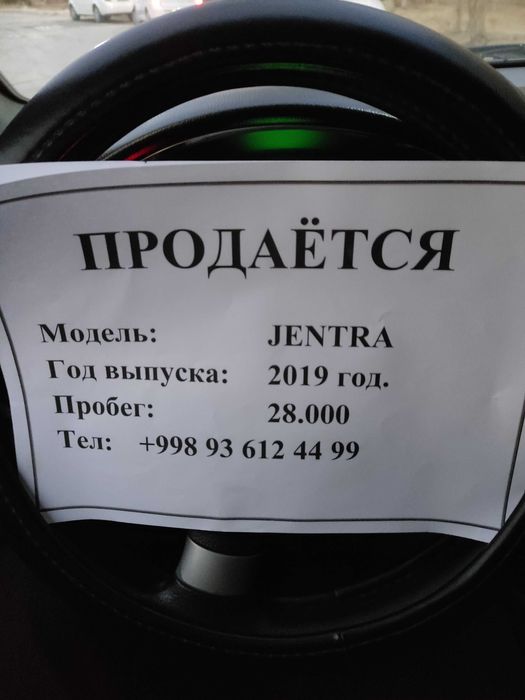 ПРОДАЁТСЯ
Модель: JENTRA
Год выпуска: 2019 год.
Пробег: 28.000
Тел: +998 93 612 44 99